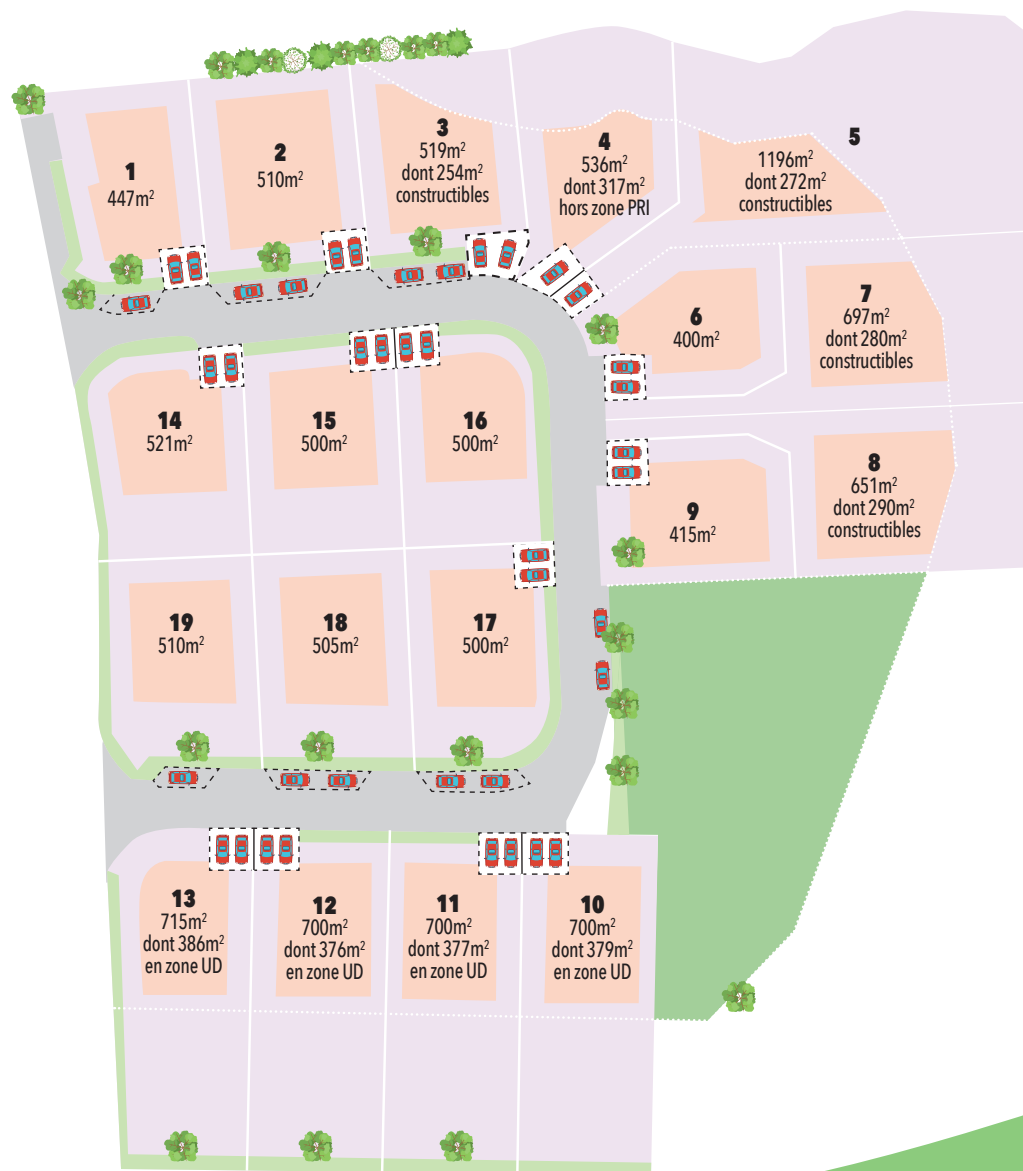 1
447m²
2
510m²
3
519m²
dont 254m²
constructibles
4
536m²
dont 317m²
hors zone PRI
5
1196m²
dont 272m²
constructibles
6
400m²
7
697m²
dont 280m²
constructibles
14
521m²
15
500m²
16
500m²
9
415m²
8
651m²
dont 290m²
constructibles
19
510m²
18
505m²
17
500m²
13
715m²
dont 386m²
en zone UD
12
700m²
dont 376m²
en zone UD
11
700m²
dont 377m²
en zone UD
10
700m²
dont 379m²
en zone UD